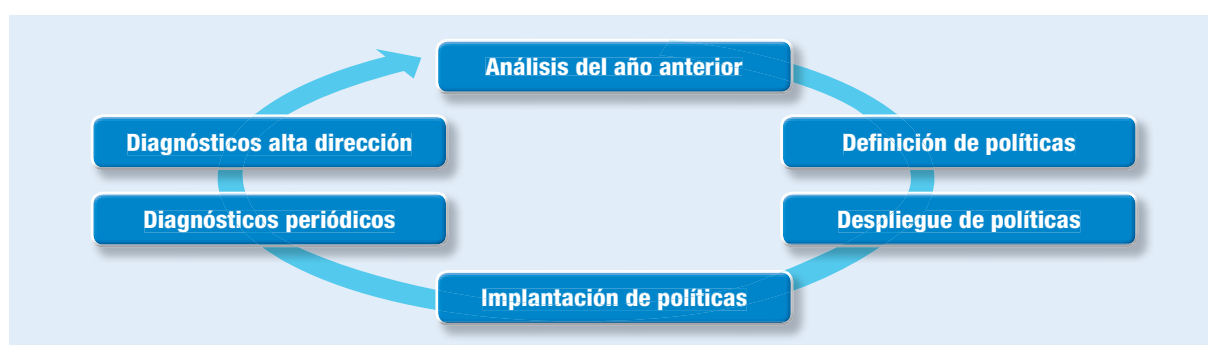 Análisis del año anterior
Diagnósticos alta dirección
Definición de políticas
Diagnósticos periódicos
Despliegue de políticas
Implantación de políticas